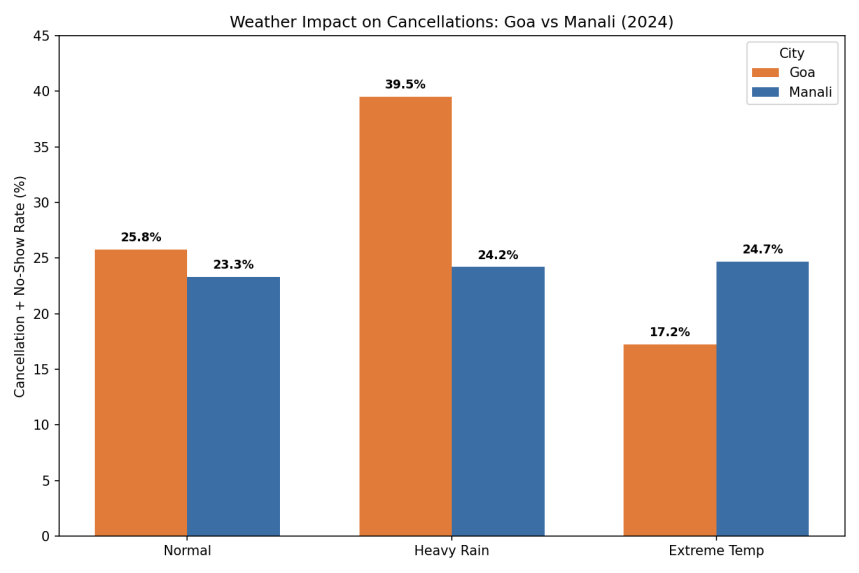 Weather Impact on Cancellations: Goa vs Manali (2024)
Cancellation + No-Show Rate (%)
45
40
35
30
25
20
15
10
5
0
City
Goa
Manali
25.8%
23.3%
39.5%
24.2%
17.2%
24.7%
Normal
Heavy Rain
Extreme Temp